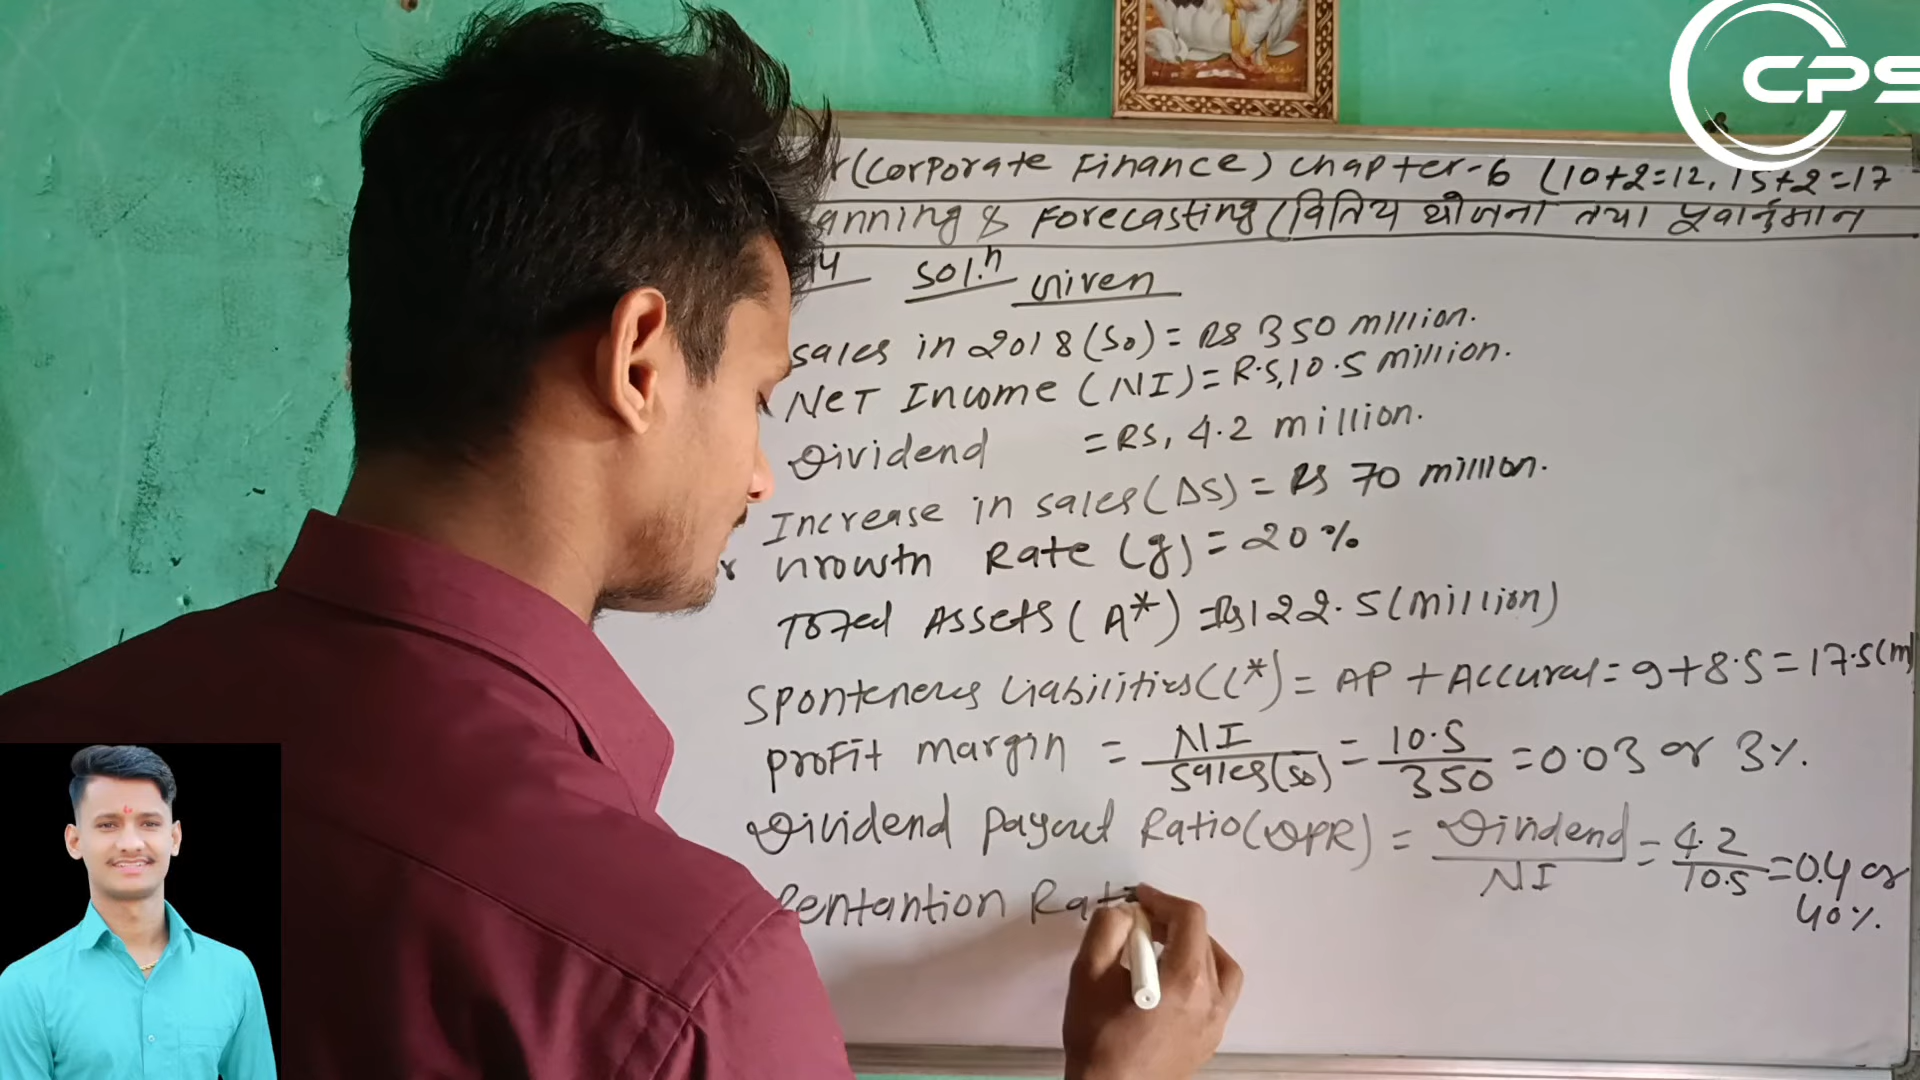 CPS
r (Corporate Finance) chapter-6 (10+2=12, 15+2=17
anning & Forecasting (वित्तिय योजना तथा पूर्वानुमान
14 Sol.n Given
Sales in 2018 (S0) = RS 350 million.
NET Income (NI) = R.S, 10.5 million.
Dividend = RS, 4.2 million.
Increase in sales (ΔS) = RS 70 million.
or Growth Rate (g) = 20%
Total Assets (A*) = Rs 122.5 (million)
Sponteneous Liabilities (L*) = AP + Accural = 9+8.5 = 17.5(m)
Profit margin = NI / Sales (S0) = 10.5 / 350 = 0.03 or 3%.
Dividend Payout Ratio (DPR) = Dividend / NI = 4.2 / 10.5 = 0.4 or 40%.
Rentantion Rat